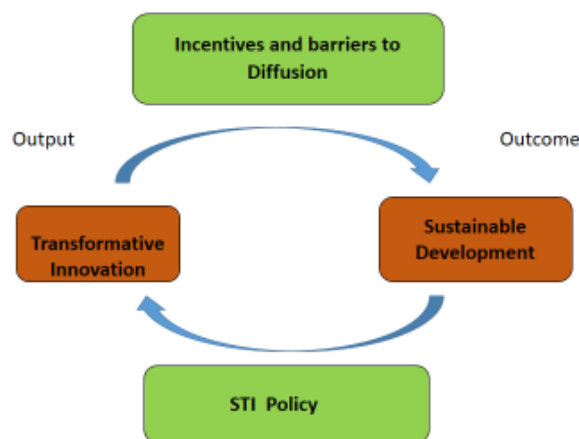 Incentives and barriers to
Diffusion
Output
Outcome
Transformative
Innovation
Sustainable
Development
STI Policy